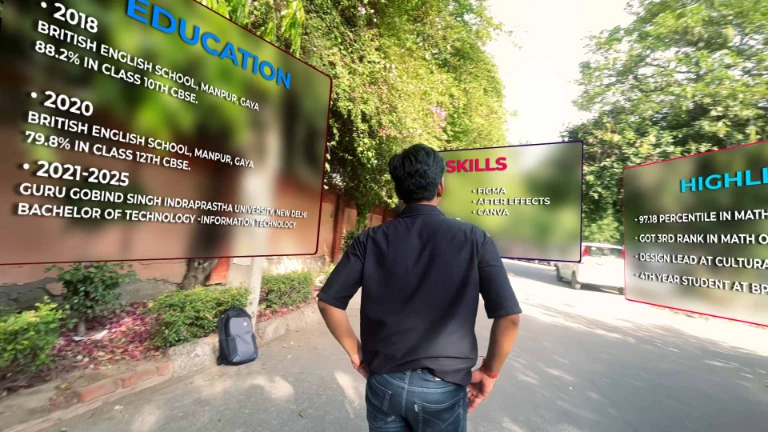 EDUCATION
• 2018
BRITISH ENGLISH SCHOOL, MANPUR, GAYA
88.2% IN CLASS 10TH CBSE.
• 2020
BRITISH ENGLISH SCHOOL, MANPUR, GAYA
79.8% IN CLASS 12TH CBSE.
• 2021-2025
GURU GOBIND SINGH INDRAPRASTHA UNIVERSITY, NEW DELHI
BACHELOR OF TECHNOLOGY -INFORMATION TECHNOLOGY
SKILLS
• FIGMA
• AFTER EFFECTS
• CANVA
HIGHLI
• 97.18 PERCENTILE IN MATH
• GOT 3RD RANK IN MATH O
• DESIGN LEAD AT CULTURA
• 4TH YEAR STUDENT AT BP